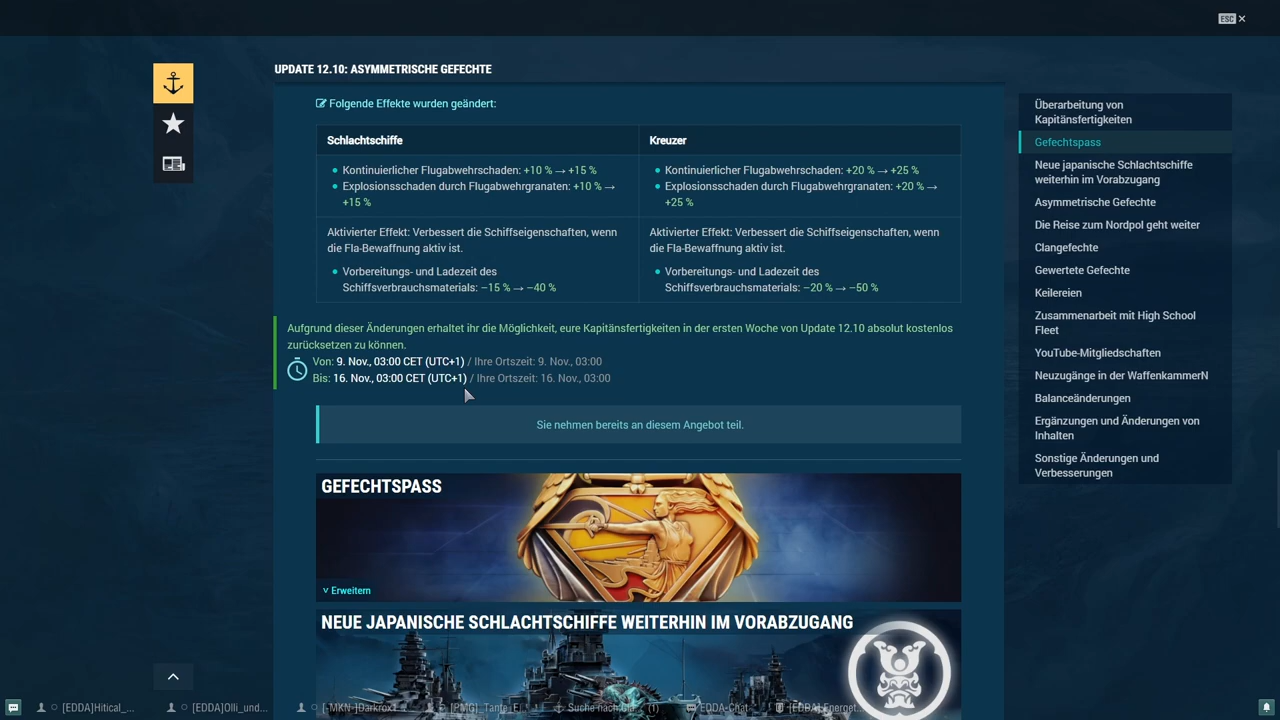 ESC ×
UPDATE 12.10: ASYMMETRISCHE GEFECHTE
Folgende Effekte wurden geändert:
Schlachtschiffe
Kontinuierlicher Flugabwehrschaden: +10 % → +15 %
Explosionsschaden durch Flugabwehrgranaten: +10 % →
+15 %
Aktivierter Effekt: Verbessert die Schiffseigenschaften, wenn
die Fla-Bewaffnung aktiv ist.
Vorbereitungs- und Ladezeit des
Schiffsverbrauchsmaterials: −15 % → −40 %
Kreuzer
Kontinuierlicher Flugabwehrschaden: +20 % → +25 %
Explosionsschaden durch Flugabwehrgranaten: +20 % →
+25 %
Aktivierter Effekt: Verbessert die Schiffseigenschaften, wenn
die Fla-Bewaffnung aktiv ist.
Vorbereitungs- und Ladezeit des
Schiffsverbrauchsmaterials: −20 % → −50 %
Aufgrund dieser Änderungen erhaltet ihr die Möglichkeit, eure Kapitänsfertigkeiten in der ersten Woche von Update 12.10 absolut kostenlos
zurücksetzen zu können.
Von: 9. Nov., 03:00 CET (UTC+1) / Ihre Ortszeit: 9. Nov., 03:00
Bis: 16. Nov., 03:00 CET (UTC+1) / Ihre Ortszeit: 16. Nov., 03:00
Sie nehmen bereits an diesem Angebot teil.
GEFECHTSPASS
Erweitern
NEUE JAPANISCHE SCHLACHTSCHIFFE WEITERHIN IM VORABZUGANG
Überarbeitung von
Kapitänsfertigkeiten
Gefechtspass
Neue japanische Schlachtschiffe
weiterhin im Vorabzugang
Asymmetrische Gefechte
Die Reise zum Nordpol geht weiter
Clangefechte
Gewertete Gefechte
Keilereien
Zusammenarbeit mit High School
Fleet
YouTube-Mitgliedschaften
Neuzugänge in der WaffenkammerN
Balanceänderungen
Ergänzungen und Änderungen von
Inhalten
Sonstige Änderungen und
Verbesserungen
[EDDA]Hitical_...
[EDDA]Olli_und...
[-MKN-]Darkrox1...
[PMG]_Tante_E...
Suche nach Cla... (1)
EDDA-Chat
[EDDA] Energet...